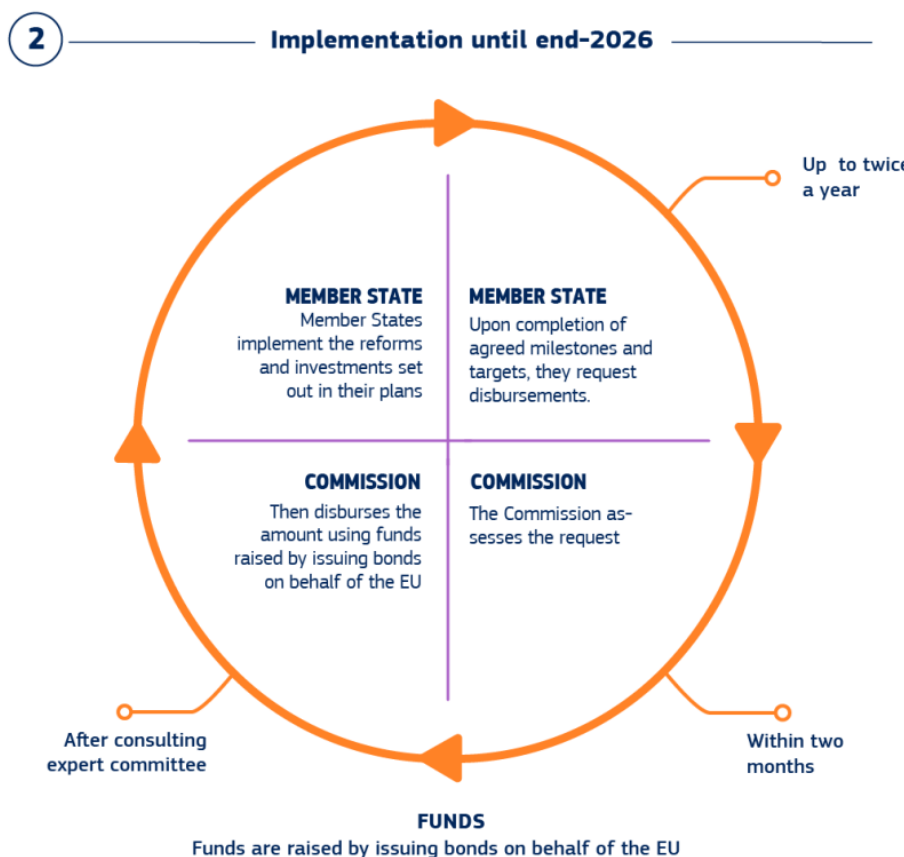 2
Implementation until end-2026
Up to twice
a year
MEMBER STATE
Member States
implement the reforms
and investments set
out in their plans
MEMBER STATE
Upon completion of
agreed milestones and
targets, they request
disbursements.
COMMISSION
Then disburses the
amount using funds
raised by issuing bonds
on behalf of the EU
COMMISSION
The Commission as-
sesses the request
After consulting
expert committee
Within two
months
FUNDS
Funds are raised by issuing bonds on behalf of the EU